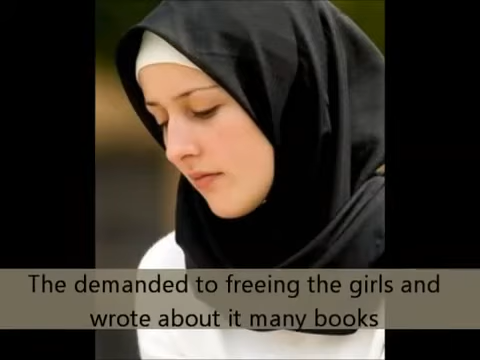 The demanded to freeing the girls and
wrote about it many books